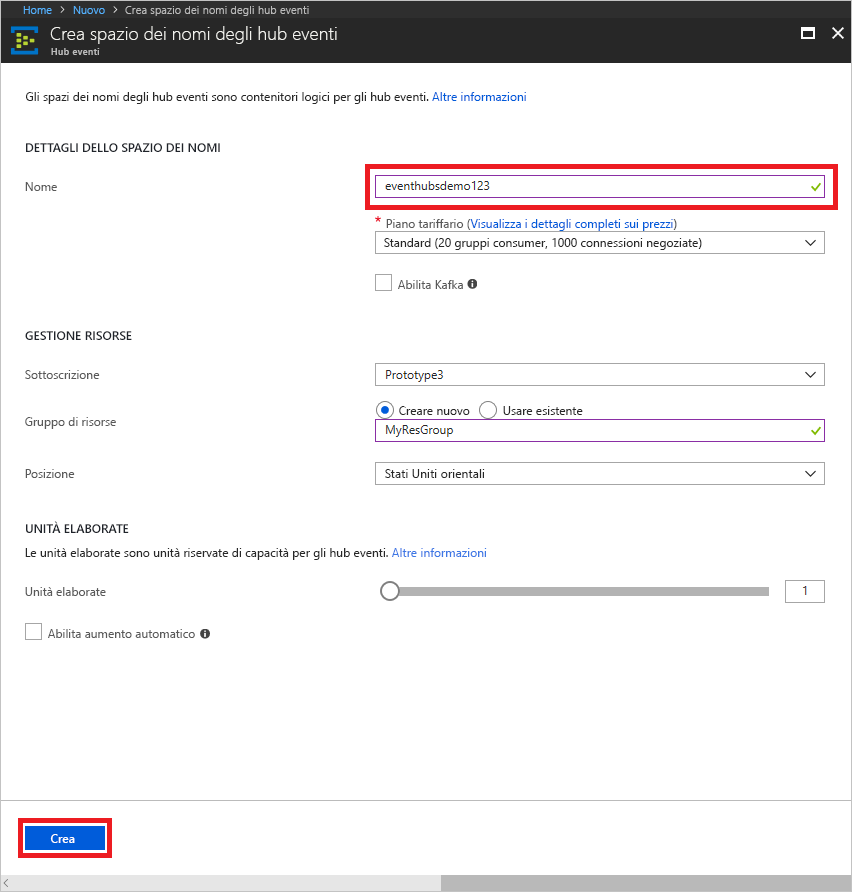 Home > Nuovo > Crea spazio dei nomi degli hub eventi
Crea spazio dei nomi degli hub eventi
Hub eventi
Gli spazi dei nomi degli hub eventi sono contenitori logici per gli hub eventi. Altre informazioni
DETTAGLI DELLO SPAZIO DEI NOMI
Nome
eventhubsdemo123
* Piano tariffario (Visualizza i dettagli completi sui prezzi)
Standard (20 gruppi consumer, 1000 connessioni negoziate)
Abilita Kafka
GESTIONE RISORSE
Sottoscrizione
Prototype3
Gruppo di risorse
Creare nuovo Usare esistente
MyResGroup
Posizione
Stati Uniti orientali
UNITÀ ELABORATE
Le unità elaborate sono unità riservate di capacità per gli hub eventi. Altre informazioni
Unità elaborate
1
Abilita aumento automatico
Crea